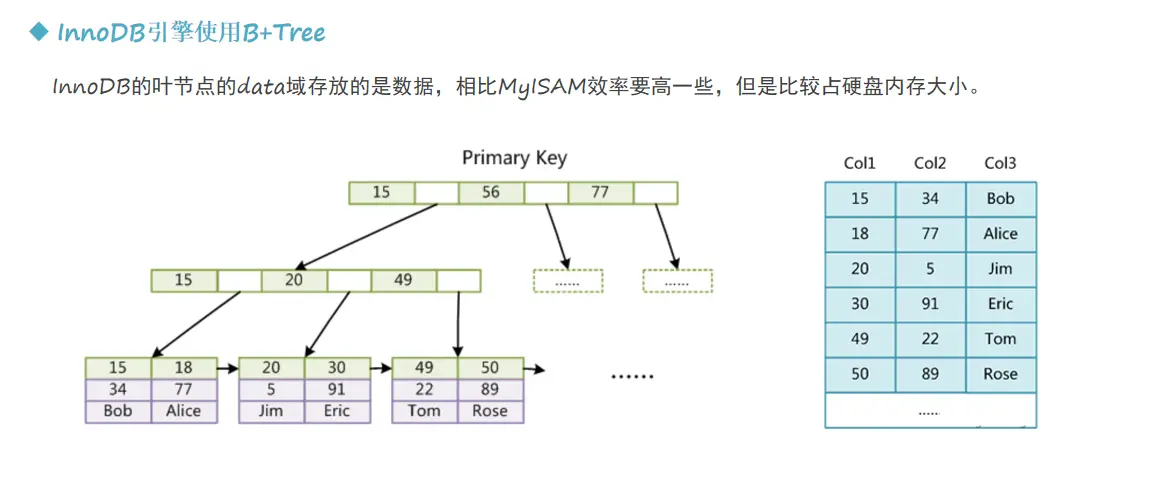 ◆ InnoDB引擎使用B+Tree
InnoDB的叶节点的data域存放的是数据，相比MyISAM效率要高一些，但是比较占硬盘内存大小。
Primary Key
15 56 77
15 20 49
...... ......
15 18 20 30 49 50
34 77 5 91 22 89
Bob Alice Jim Eric Tom Rose
......
Col1 Col2 Col3
15 34 Bob
18 77 Alice
20 5 Jim
30 91 Eric
49 22 Tom
50 89 Rose
......